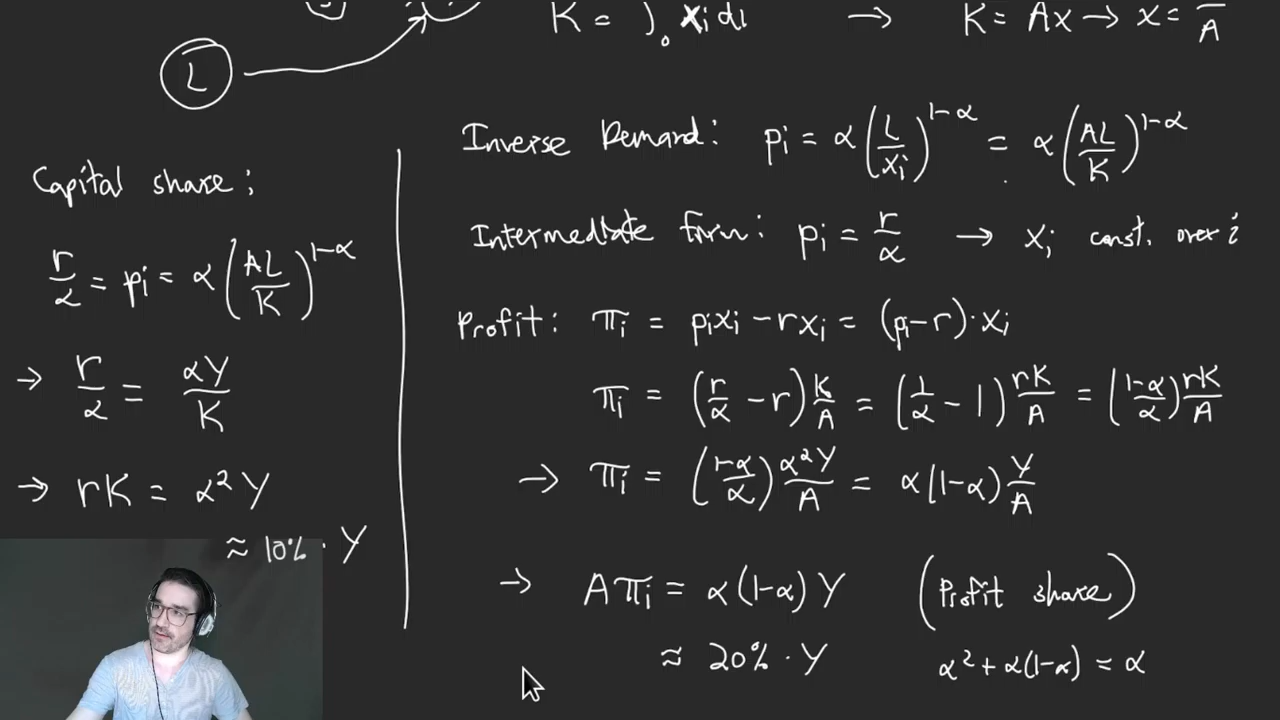 K = ∫₀ xᵢ di → K = Ax → x = — / A
L
Capital share:
r/α = pᵢ = α(AL/K)^{1-α}
→ r/α = αY/K
→ rK = α²Y
≈ 10% · Y
Inverse Demand: pᵢ = α(L/xᵢ)^{1-α} = α(AL/K)^{1-α}
Intermediate firm: pᵢ = r/α → xᵢ const. over i
Profit: πᵢ = pᵢxᵢ - rxᵢ = (pᵢ-r)·xᵢ
πᵢ = (r/α - r)K/A = (1/α - 1)rK/A = (1-α/α)rK/A
→ πᵢ = (1-α/α)α²Y/A = α(1-α)Y/A
→ Aπᵢ = α(1-α)Y (Profit share)
≈ 20% · Y α² + α(1-α) = α